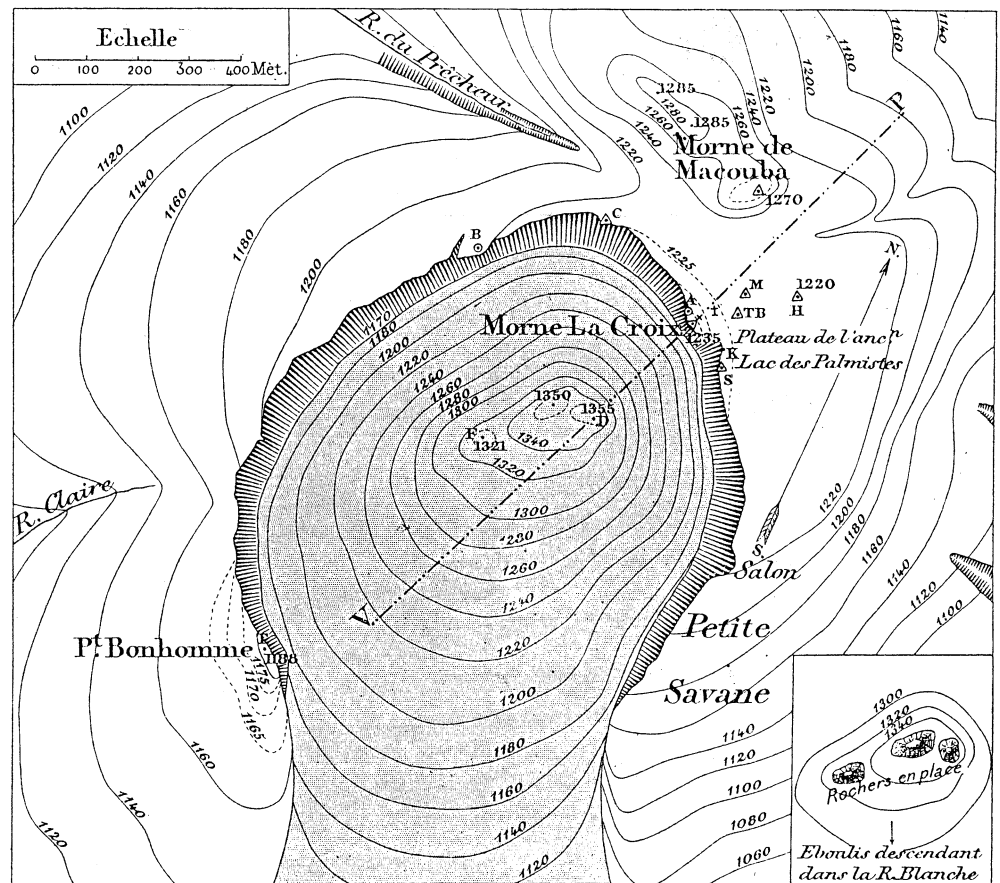 Echelle
0 100 200 300 400 Mèt.
R. du Prêcheur
1140
1160
1180
1200
1220
1240
1260
1285
1280
1260
1240
1220
.1285
Morne de
Macouba
1270
P.
1100
1120
1140
1160
1180
1200
B
C
1225
N.
M
1220
TB
H
A
T
Morne La Croix
1235
Plateau de l'anc.n
K
Lac des Palmistes
S
1170
1180
1200
1220
1240
1260
1280
1300
1350
1355
D
F
1321
1340
1320
1300
1280
1260
1240
1220
1200
1180
1160
1140
1120
R. Claire
V.
1220
1200
1180
1160
1140
1120
1100
S.
Salon
Petite
Savane
Pt. Bonhomme
E
1188
1175
1170
1165
1160
1140
1120
1140
1120
1100
1080
1060
1300
1320
1340
Rochers en place
Eboulis descendant
dans la R. Blanche